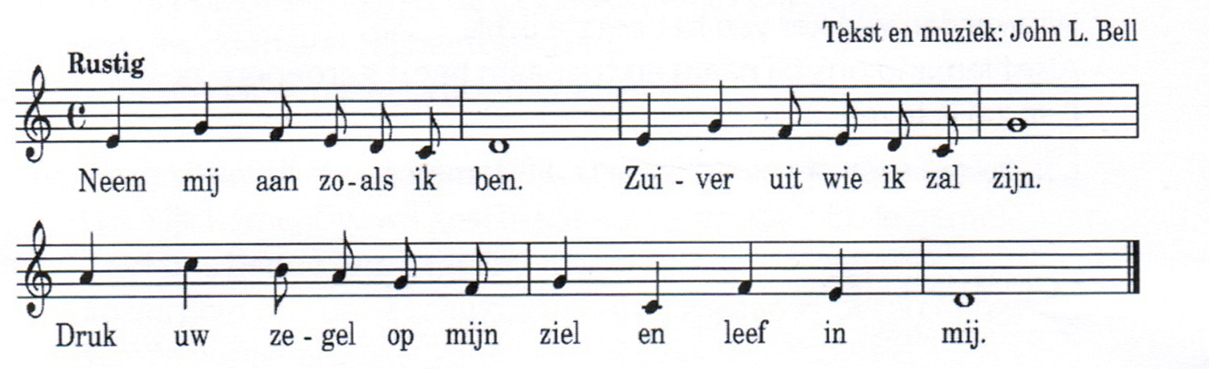 Tekst en muziek: John L. Bell
Rustig
Neem mij aan zo-als ik ben. Zui - ver uit wie ik zal zijn.
Druk uw ze - gel op mijn ziel en leef in mij.